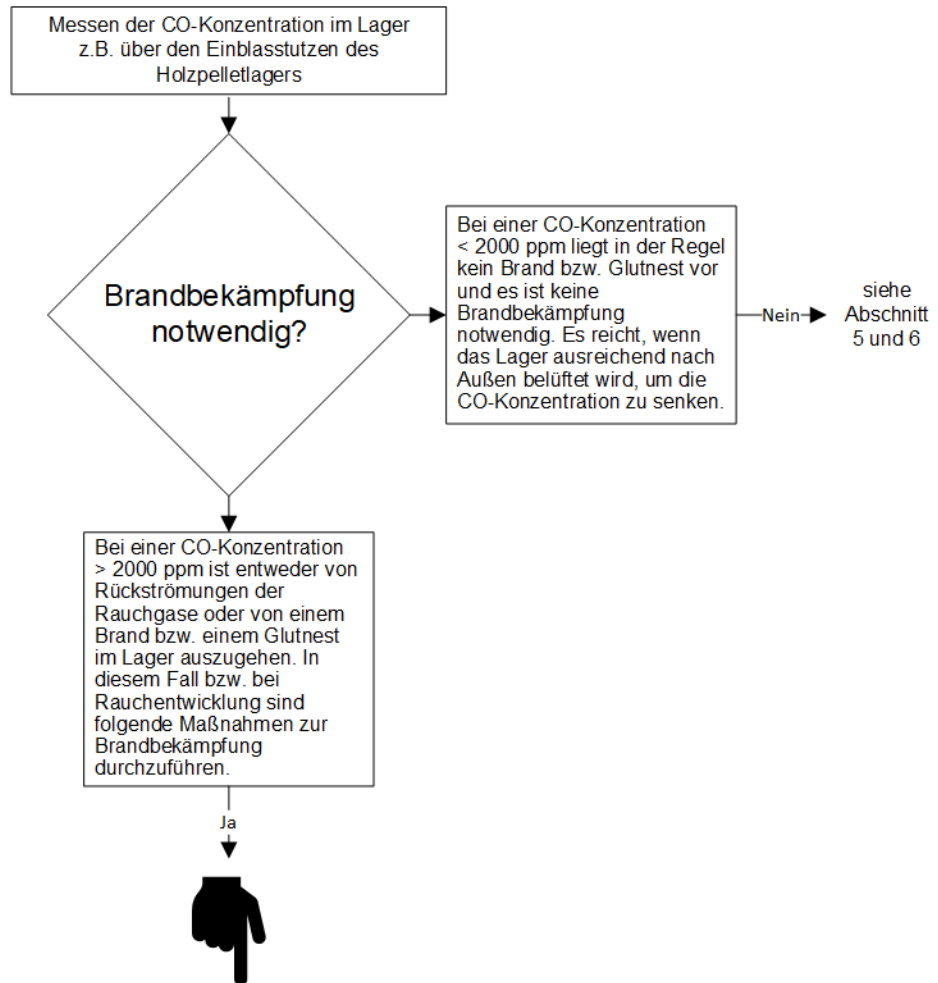 Messen der CO-Konzentration im Lager
z.B. über den Einblasstutzen des
Holzpelletlagers
Brandbekämpfung
notwendig?
Bei einer CO-Konzentration
< 2000 ppm liegt in der Regel
kein Brand bzw. Glutnest vor
und es ist keine
Brandbekämpfung
notwendig. Es reicht, wenn
das Lager ausreichend nach
Außen belüftet wird, um die
CO-Konzentration zu senken.
Nein
siehe
Abschnitt
5 und 6
Bei einer CO-Konzentration
> 2000 ppm ist entweder von
Rückströmungen der
Rauchgase oder von einem
Brand bzw. einem Glutnest
im Lager auszugehen. In
diesem Fall bzw. bei
Rauchentwicklung sind
folgende Maßnahmen zur
Brandbekämpfung
durchzuführen.
Ja